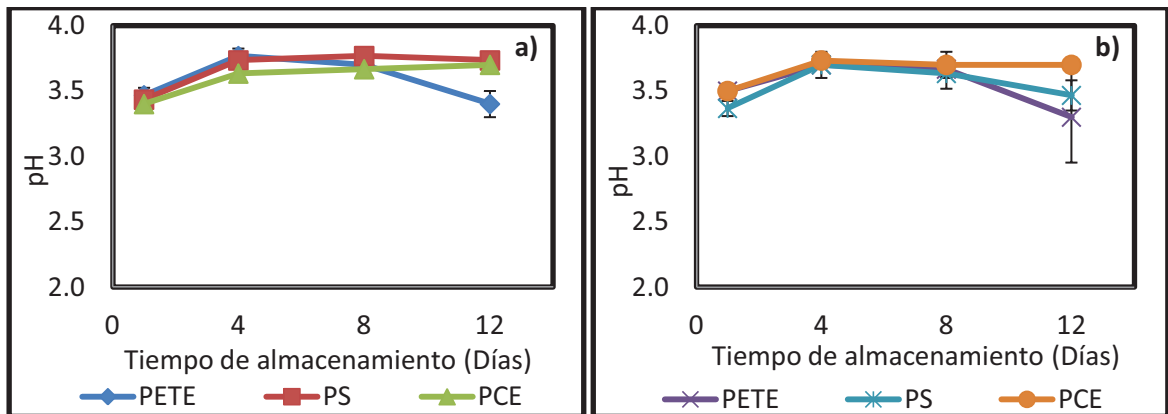 4.0
3.5
3.0
2.5
2.0
pH
a)
0 4 8 12
Tiempo de almacenamiento (Días)
PETE PS PCE
4.0
3.5
3.0
2.5
2.0
pH
b)
0 4 8 12
Tiempo de almacenamiento (Días)
PETE PS PCE